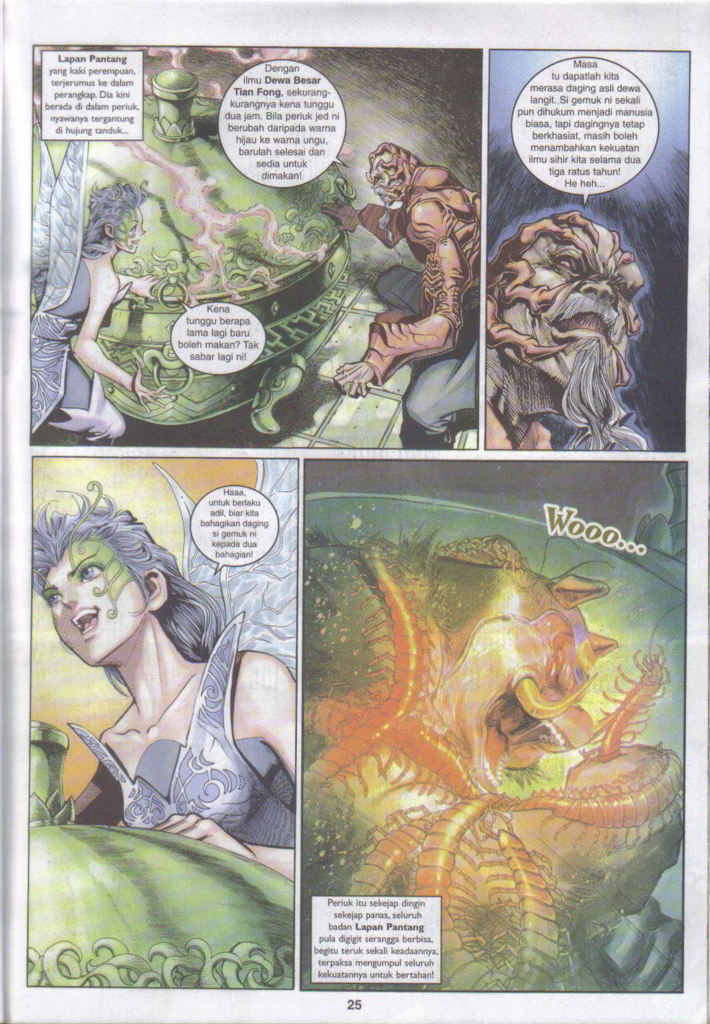 Lapan Pantang
yang kaki perempuan,
terjerumus ke dalam
perangkap. Dia kini
berada di dalam periuk,
nyawanya tergantung
di hujung tanduk...
Dengan
ilmu Dewa Besar
Tian Fong, sekurang-
kurangnya kena tunggu
dua jam. Bila periuk jed ni
berubah daripada warna
hijau ke warna ungu,
barulah selesai dan
sedia untuk
dimakan!
Kena
tunggu berapa
lama lagi baru
boleh makan? Tak
sabar lagi ni!
Masa
tu dapatlah kita
merasa daging asli dewa
langit. Si gemuk ni sekali
pun dihukum menjadi manusia
biasa, tapi dagingnya tetap
berkhasiat, masih boleh
menambahkan kekuatan
ilmu sihir kita selama dua
tiga ratus tahun!
He heh...
Haaa,
untuk berlaku
adil, biar kita
bahagikan daging
si gemuk ni
kepada dua
bahagian!
Wooo...
Periuk itu sekejap dingin
sekejap panas, seluruh
badan Lapan Pantang
pula digigit serangga berbisa,
begitu teruk sekali keadaannya,
terpaksa mengumpul seluruh
kekuatannya untuk bertahan!
25